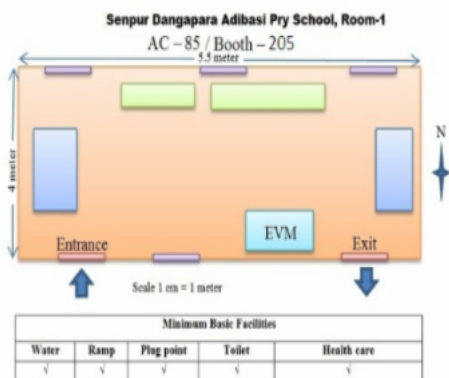 Senpur Dangapara Adibasi Pry School, Room-1
AC – 85 / Booth – 205
5.5 meter
4 meter
N
EVM
Entrance
Exit
Scale 1 cm = 1 meter
Minimum Basic Facilities
Water Ramp Plug point Toilet Health care
√ √ √ √ √